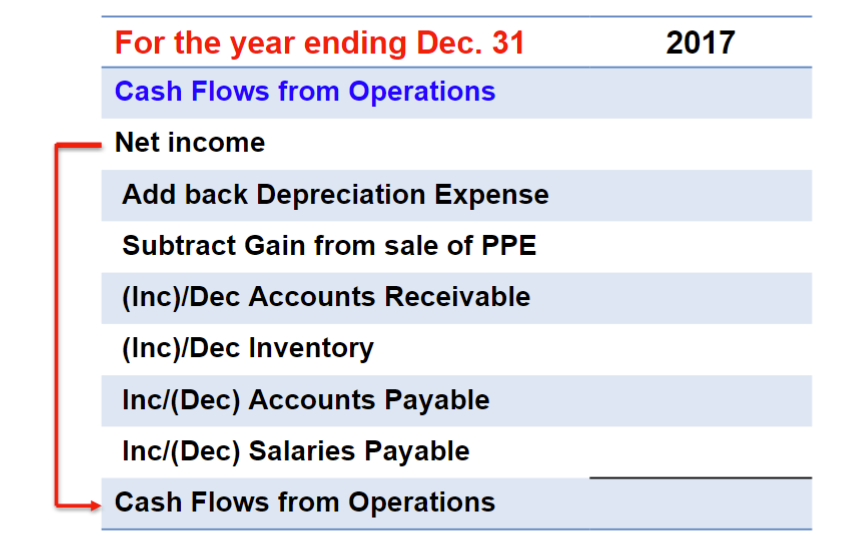 For the year ending Dec. 31 2017
Cash Flows from Operations
Net income
Add back Depreciation Expense
Subtract Gain from sale of PPE
(Inc)/Dec Accounts Receivable
(Inc)/Dec Inventory
Inc/(Dec) Accounts Payable
Inc/(Dec) Salaries Payable
Cash Flows from Operations